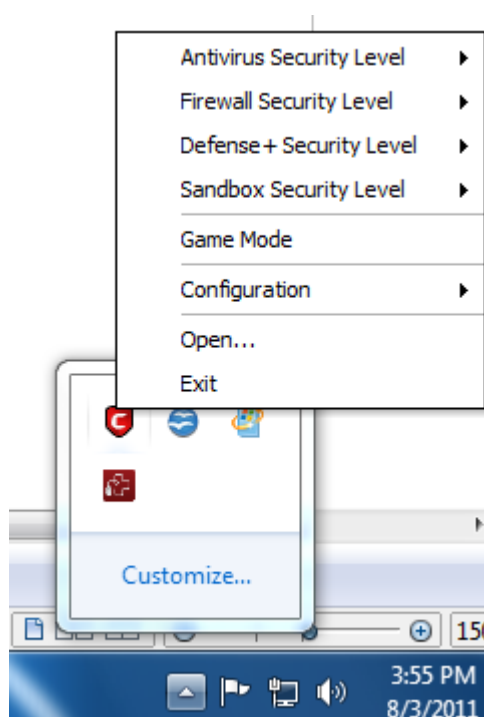 Antivirus Security Level
Firewall Security Level
Defense+ Security Level
Sandbox Security Level
Game Mode
Configuration
Open...
Exit
C
Customize...
150
3:55 PM
8/3/2011